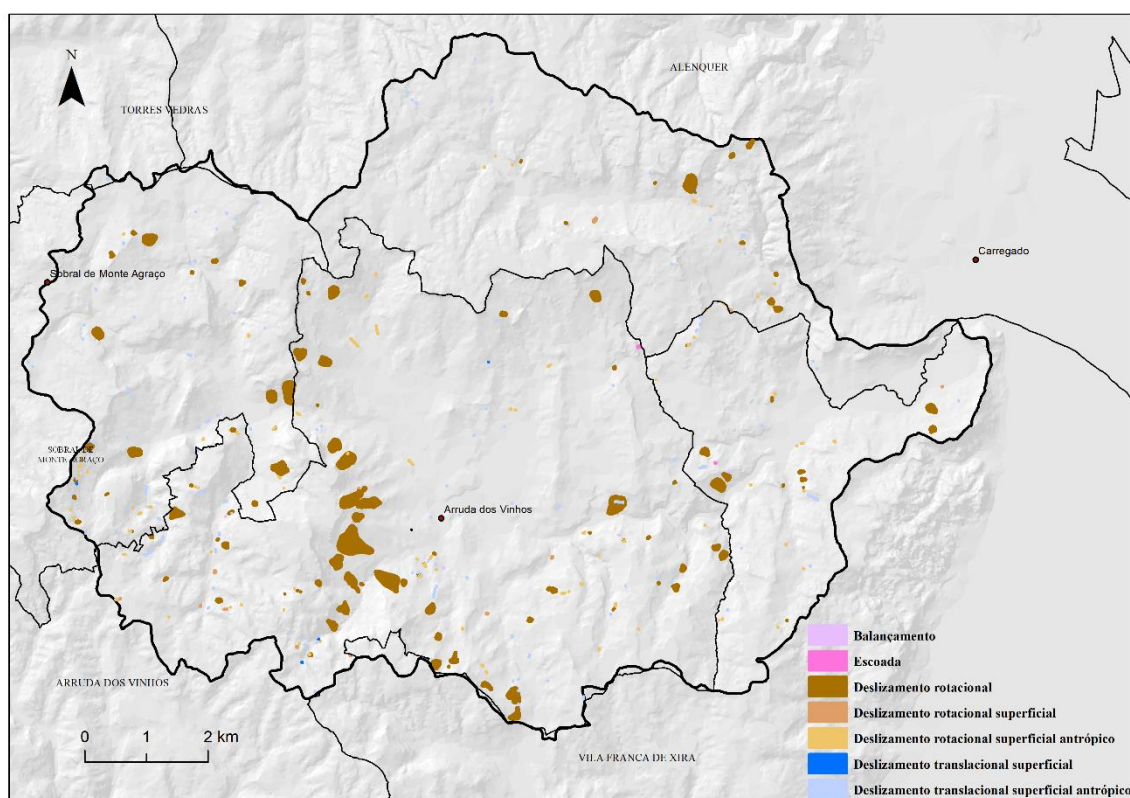 N
ALENQUER
TORRES VEDRAS
Carregado
Sobral de Monte Agraço
SOBRAL DE
MONTE AGRAÇO
Arruda dos Vinhos
Balançamento
Escoada
ARRUDA DOS VINHOS
Deslizamento rotacional
Deslizamento rotacional superficial
0 1 2 km
Deslizamento rotacional superficial antrópico
VILA FRANCA DE XIRA
Deslizamento translacional superficial
Deslizamento translacional superficial antrópico